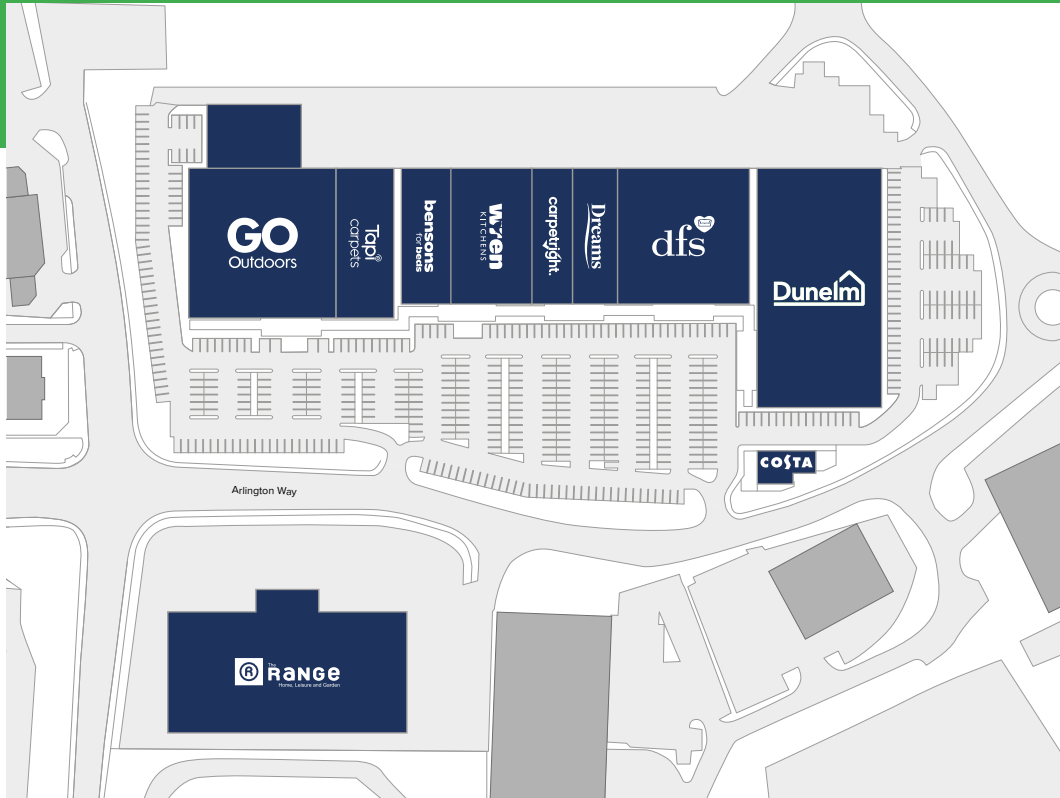 GO
Outdoors
Tapi
carpets
bensons
for beds
wren
KITCHENS
carpetright.
Dreams
dfs
Dunelm
COSTA
Arlington Way
R
The
RANGE
Home, Leisure and Garden